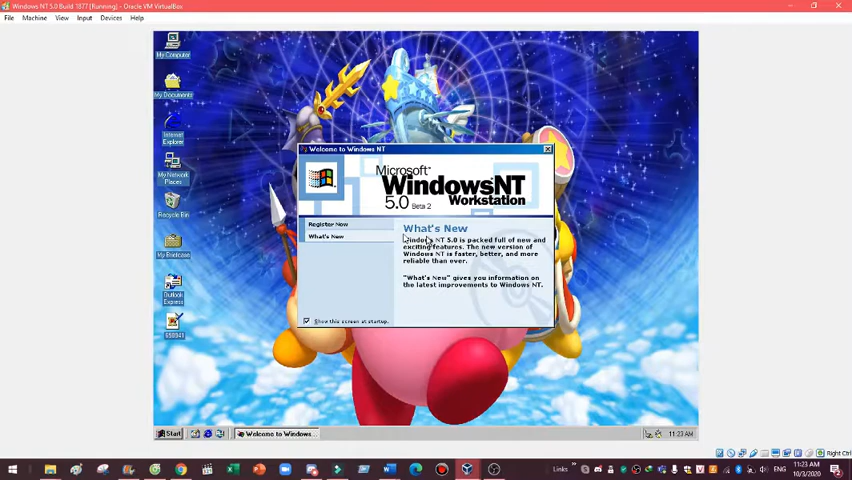 Windows NT 5.0 Build 1877 [Running] - Oracle VM VirtualBox
File Machine View Input Devices Help
My Computer
My Documents
Internet
Explorer
My Network
Places
Recycle Bin
My Briefcase
Outlook
Express
Welcome to Windows NT
Microsoft
WindowsNT
5.0 Beta 2 Workstation
Register Now
What's New
What's New
Windows NT 5.0 is packed full of new and
exciting features. The new version of
Windows NT is faster, better, and more
reliable than ever.
"What's New" gives you information on
the latest improvements to Windows NT.
Show this screen at startup.
Start
Welcome to Windows...
11:23 AM
Right Ctrl
Links
ENG
11:23 AM
10/3/2020